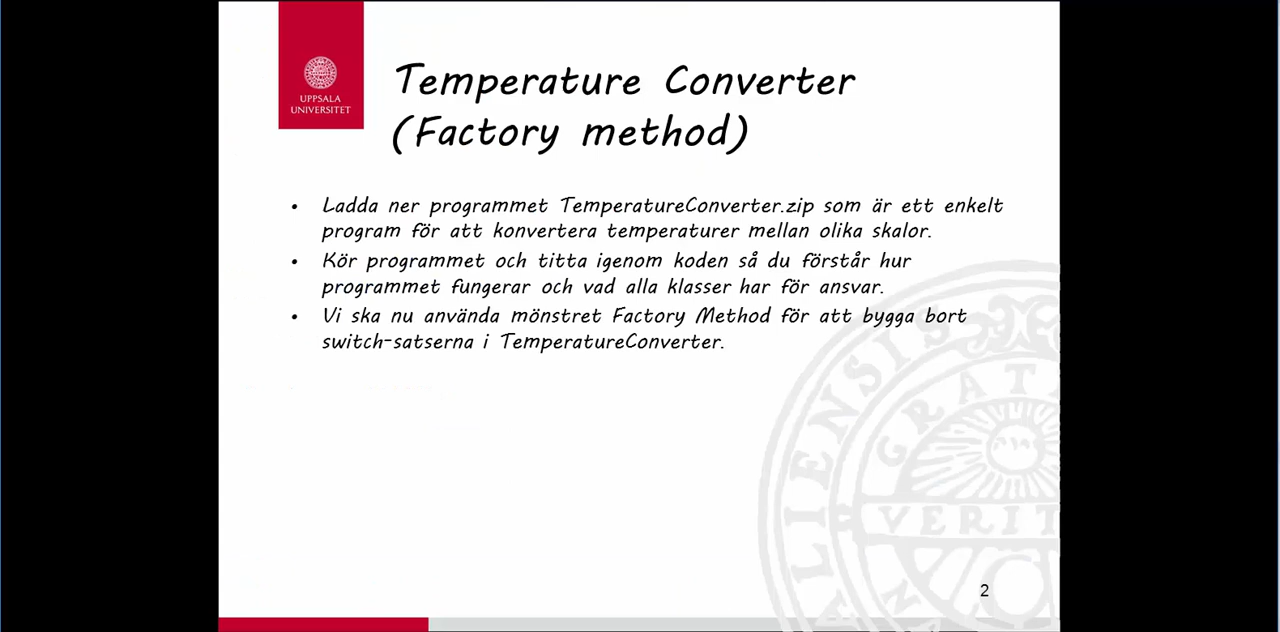 UPPSALA
UNIVERSITET
Temperature Converter
(Factory method)
• Ladda ner programmet TemperatureConverter.zip som är ett enkelt
program för att konvertera temperaturer mellan olika skalor.
• Kör programmet och titta igenom koden så du förstår hur
programmet fungerar och vad alla klasser har för ansvar.
• Vi ska nu använda mönstret Factory Method för att bygga bort
switch-satserna i TemperatureConverter.
2